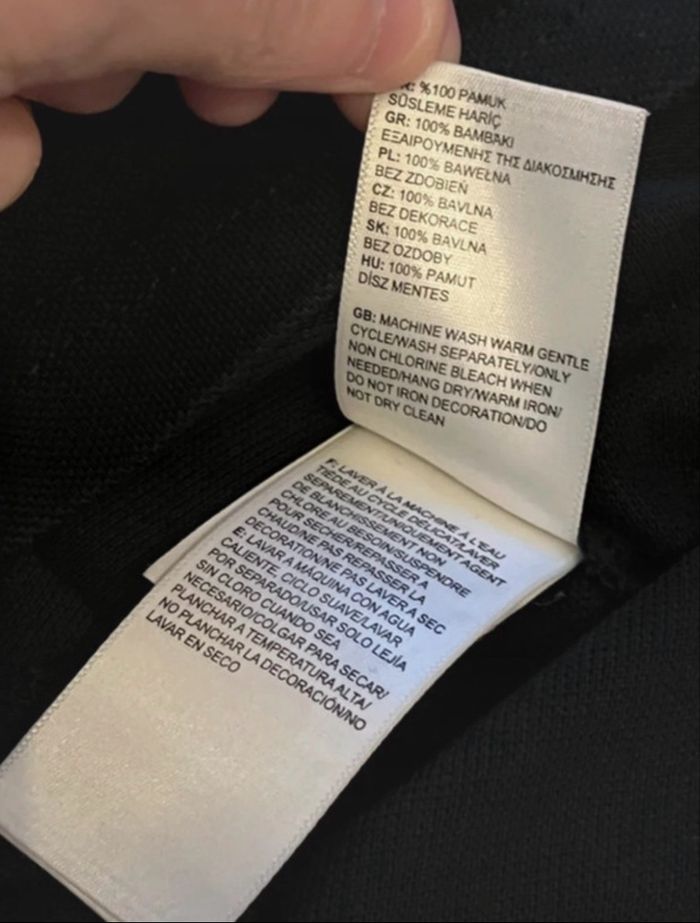 %100 PAMUK
SÜSLEME HARİÇ
GR: 100% BAMBAKI
ΕΞΑΙΡΟΥΜΕΝΗΣ ΤΗΣ ΔΙΑΚΟΣΜΗΣΗΣ
PL: 100% BAWEŁNA
BEZ ZDOBIEŃ
CZ: 100% BAVLNA
BEZ DEKORACE
SK: 100% BAVLNA
BEZ OZDOBY
HU: 100% PAMUT
DÍSZ MENTES
GB: MACHINE WASH WARM GENTLE
CYCLE/WASH SEPARATELY/ONLY
NON CHLORINE BLEACH WHEN
NEEDED/HANG DRY/WARM IRON/
DO NOT IRON DECORATION/DO
NOT DRY CLEAN
F: LAVER À LA MACHINE À L'EAU
TIÈDE AU CYCLE DÉLICAT/LAVER
SEPAREMENT/UNIQUEMENT AGENT
DE BLANCHISSEMENT NON
CHLORE AU BESOIN/SUSPENDRE
POUR SECHER/REPASSER A
CHAUD/NE PAS REPASSER LA
DECORATION/NE PAS LAVER A SEC
E: LAVAR A MÁQUINA CON AGUA
CALIENTE. CICLO SUAVE/LAVAR
POR SEPARADO/USAR SOLO LEJÍA
SIN CLORO CUANDO SEA
NECESARIO/COLGAR PARA SECAR/
PLANCHAR A TEMPERATURA ALTA/
NO PLANCHAR LA DECORACIÓN/NO
LAVAR EN SECO